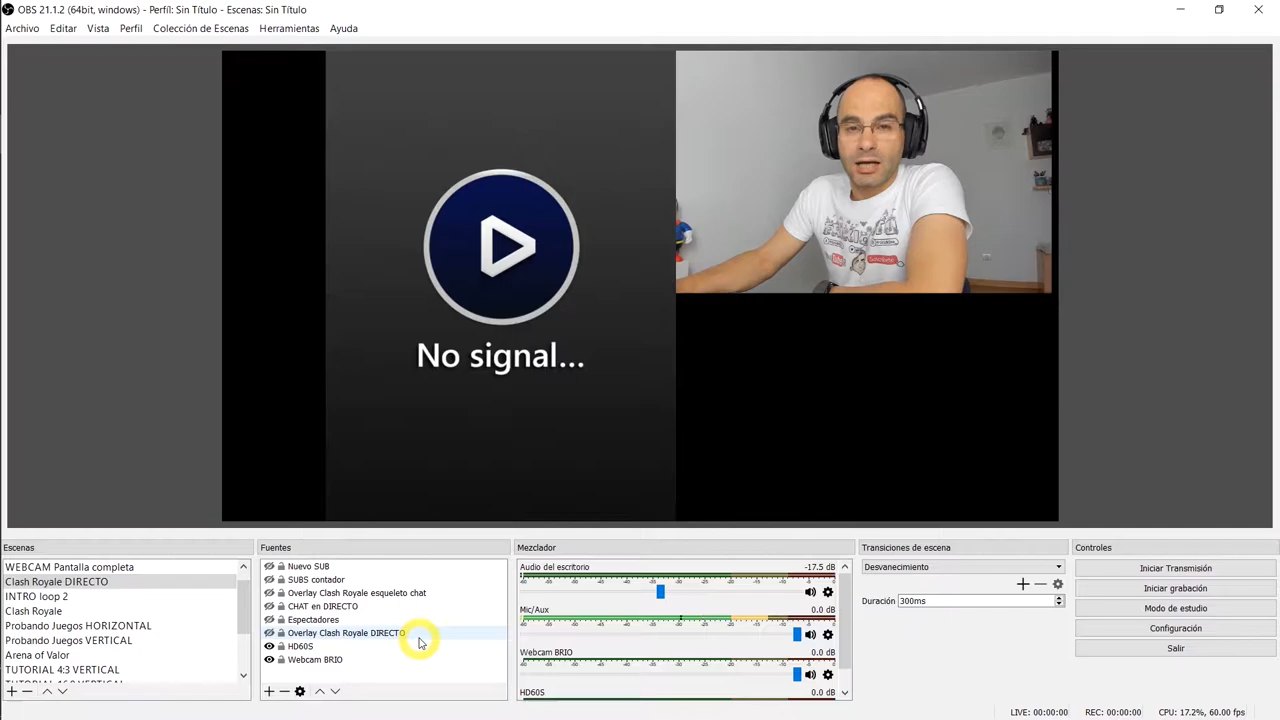 OBS 21.1.2 (64bit, windows) - Perfíl: Sin Título - Escenas: Sin Título
Archivo Editar Vista Perfil Colección de Escenas Herramientas Ayuda
No signal...
Escenas
WEBCAM Pantalla completa
Clash Royale DIRECTO
INTRO loop 2
Clash Royale
Probando Juegos HORIZONTAL
Probando Juegos VERTICAL
Arena of Valor
TUTORIAL 4:3 VERTICAL
Fuentes
Nuevo SUB
SUBS contador
Overlay Clash Royale esqueleto chat
CHAT en DIRECTO
Espectadores
Overlay Clash Royale DIRECTO
HD60S
Webcam BRIO
Mezclador
Audio del escritorio -17.5 dB
Mic/Aux 0.0 dB
Webcam BRIO 0.0 dB
HD60S 0.0 dB
Transiciones de escena
Desvanecimiento
Duración 300ms
Controles
Iniciar Transmisión
Iniciar grabación
Modo de estudio
Configuración
Salir
LIVE: 00:00:00 REC: 00:00:00 CPU: 17.2%, 60.00 fps